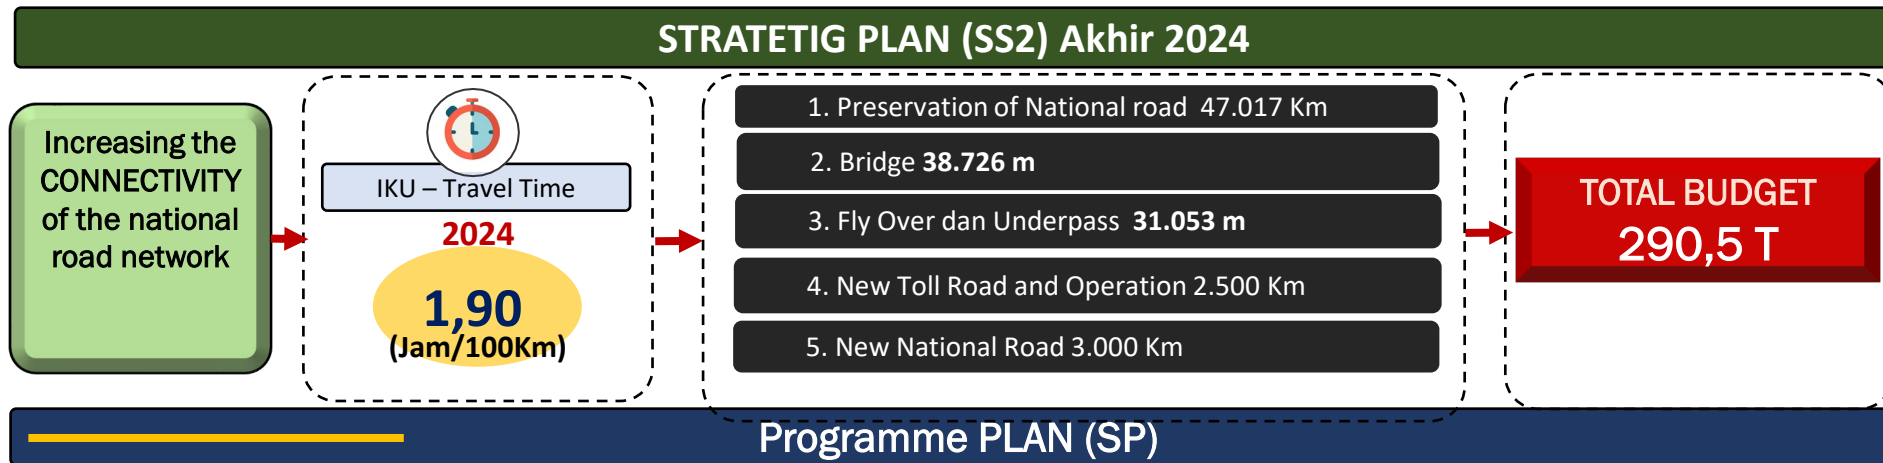 STRATETIG PLAN (SS2) Akhir 2024
Increasing the
CONNECTIVITY
of the national
road network
IKU – Travel Time
2024
1,90
(Jam/100Km)
1. Preservation of National road 47.017 Km
2. Bridge 38.726 m
3. Fly Over dan Underpass 31.053 m
4. New Toll Road and Operation 2.500 Km
5. New National Road 3.000 Km
TOTAL BUDGET
290,5 T
Programme PLAN (SP)